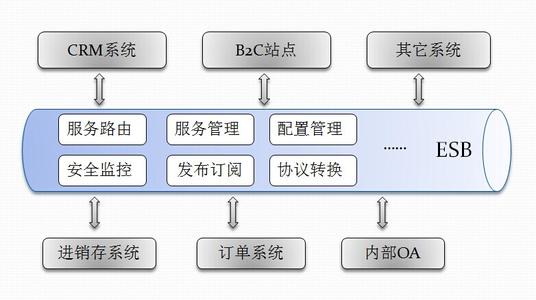 CRM系统 B2C站点 其它系统
服务路由 服务管理 配置管理
…… ESB
安全监控 发布订阅 协议转换
进销存系统 订单系统 内部OA